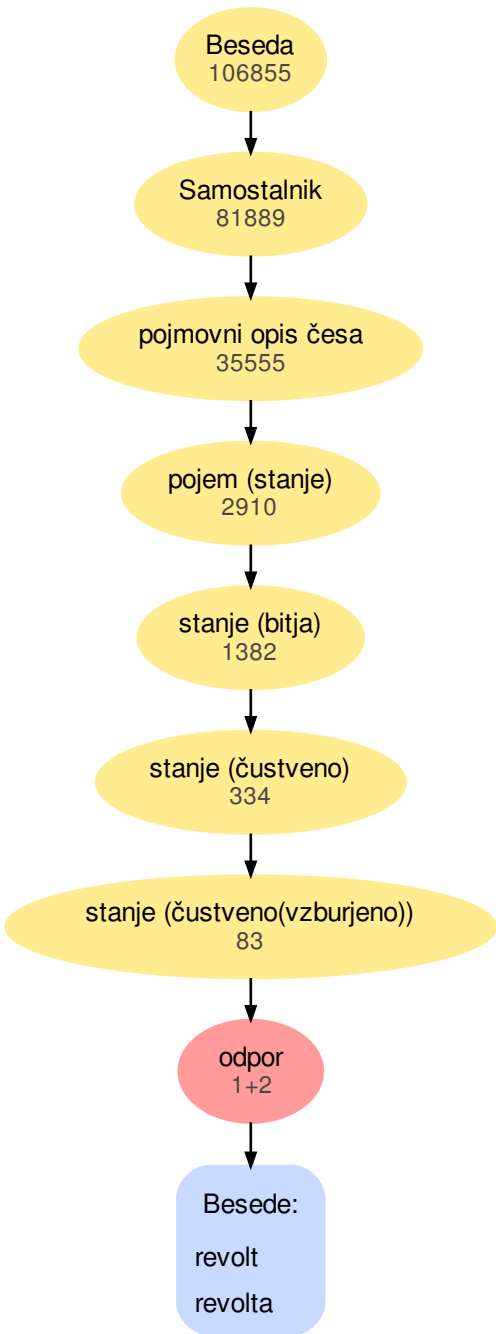 Beseda
106855
Samostalnik
81889
pojmovni opis česa
35555
pojem (stanje)
2910
stanje (bitja)
1382
stanje (čustveno)
334
stanje (čustveno(vzburjeno))
83
odpor
1+2
Besede:
revolt
revolta